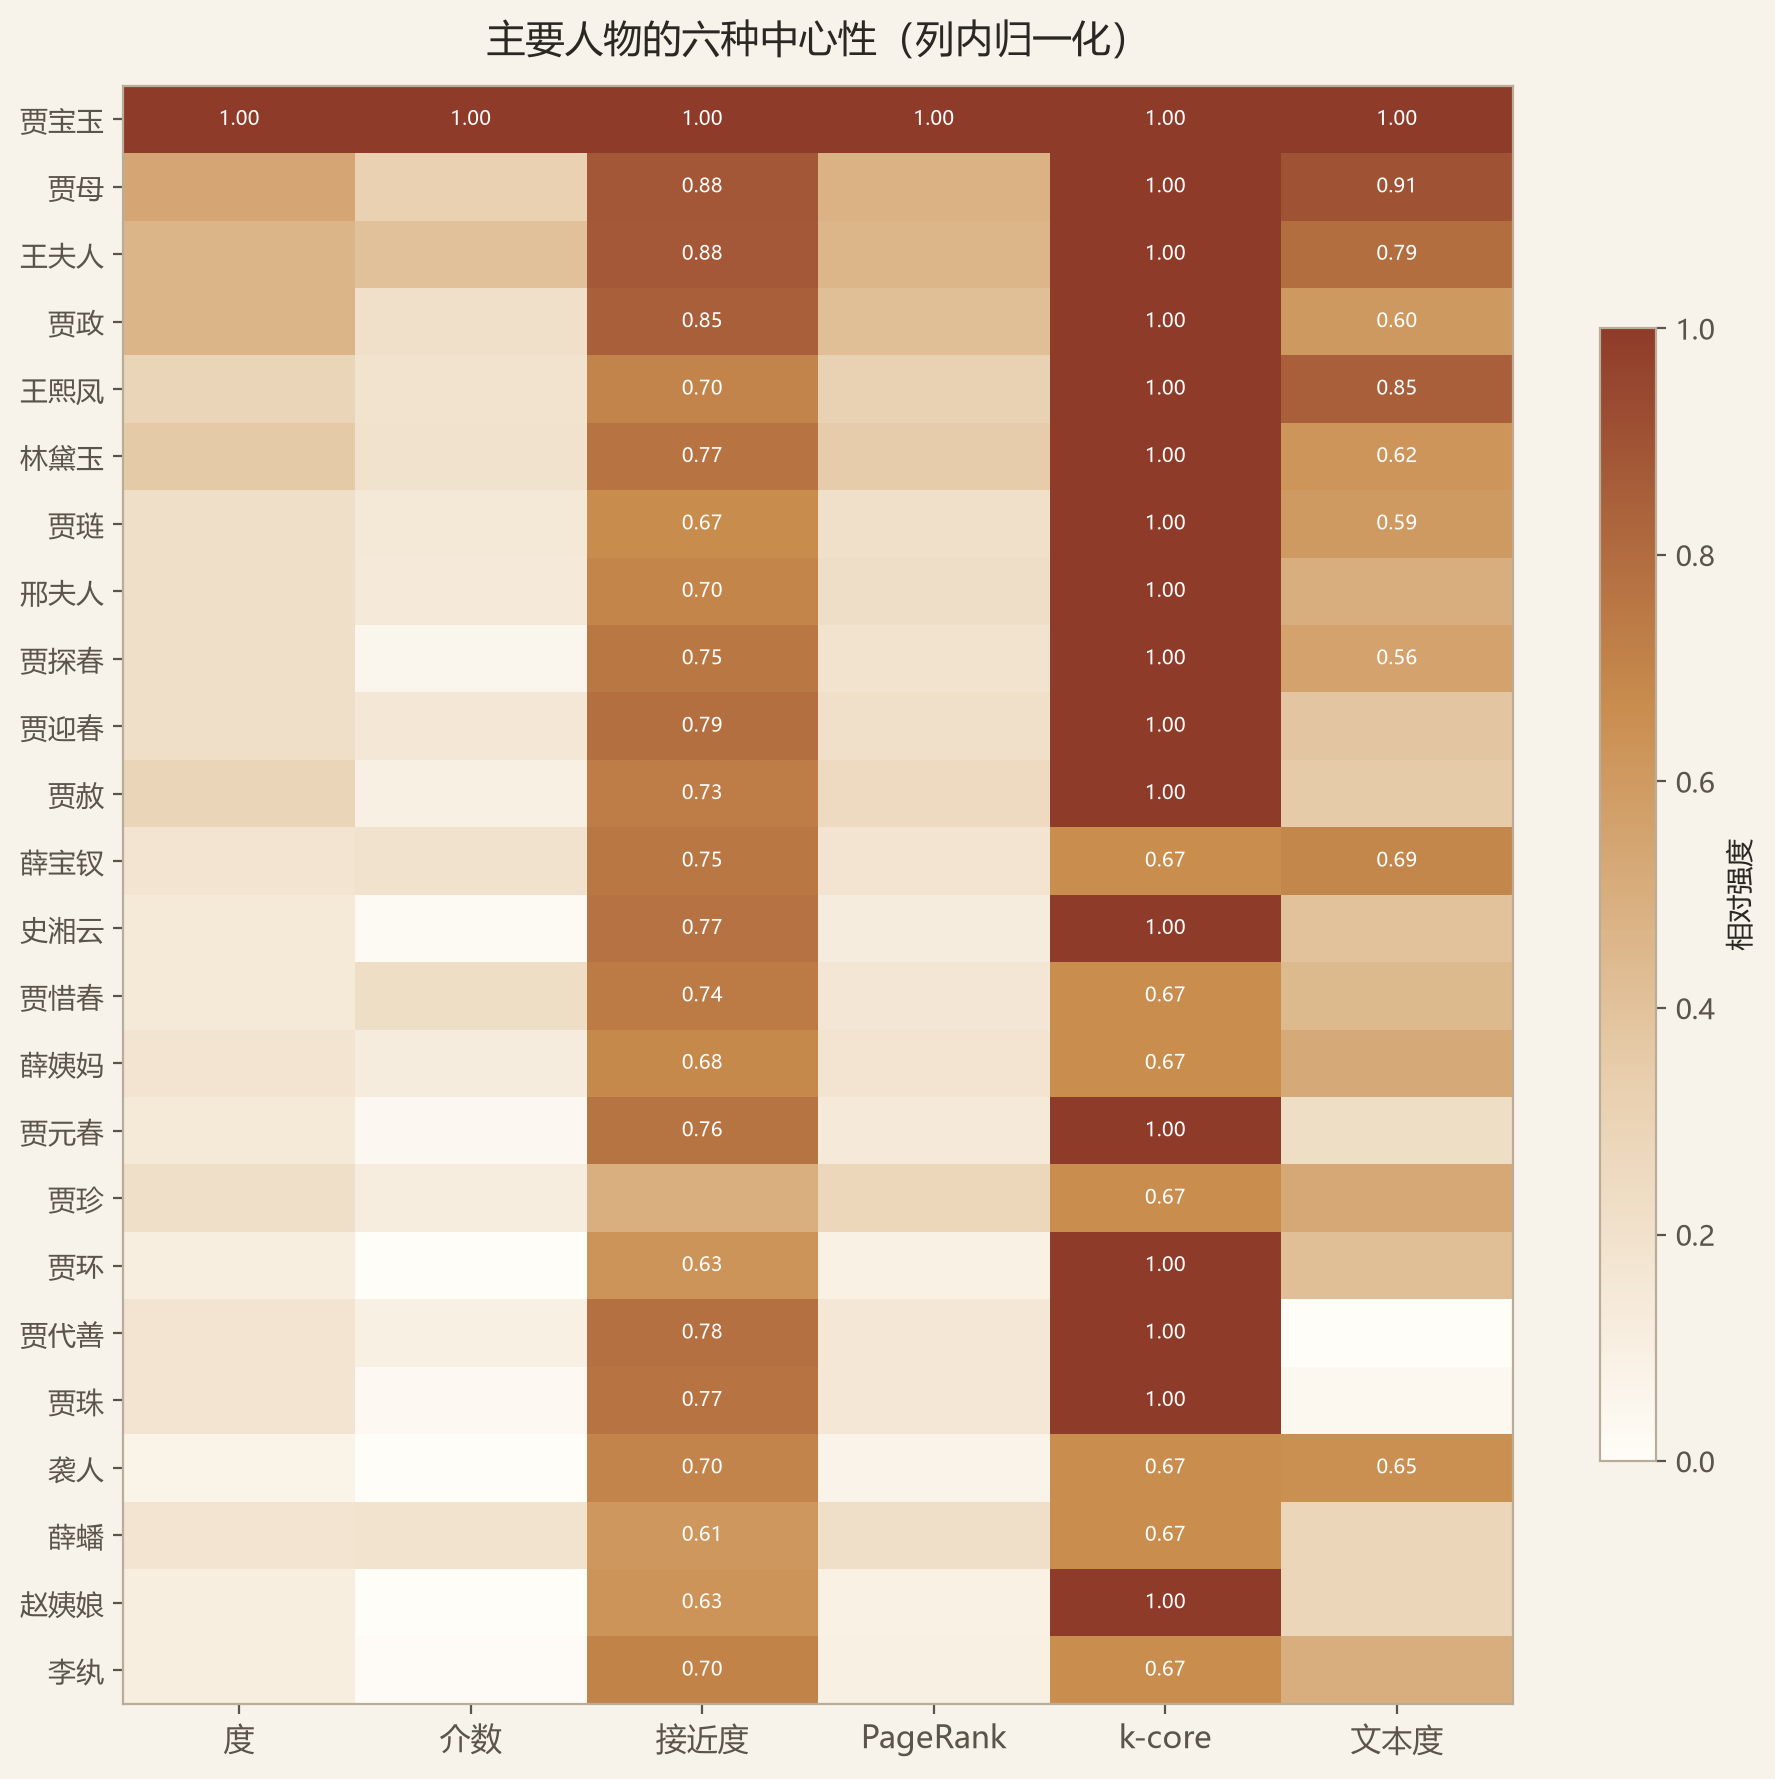 主要人物的六种中心性（列内归一化）
贾宝玉 1.00 1.00 1.00 1.00 1.00 1.00
贾母 0.88 1.00 0.91
王夫人 0.88 1.00 0.79
贾政 0.85 1.00 0.60
王熙凤 0.70 1.00 0.85
林黛玉 0.77 1.00 0.62
贾琏 0.67 1.00 0.59
邢夫人 0.70 1.00
贾探春 0.75 1.00 0.56
贾迎春 0.79 1.00
贾赦 0.73 1.00
薛宝钗 0.75 0.67 0.69
史湘云 0.77 1.00
贾惜春 0.74 0.67
薛姨妈 0.68 0.67
贾元春 0.76 1.00
贾珍 0.67
贾环 0.63 1.00
贾代善 0.78 1.00
贾珠 0.77 1.00
袭人 0.70 0.67 0.65
薛蟠 0.61 0.67
赵姨娘 0.63 1.00
李纨 0.70 0.67
度 介数 接近度 PageRank k-core 文本度
1.0
0.8
0.6
0.4
0.2
0.0
相对强度